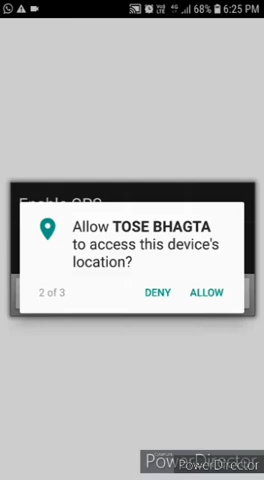 68% 6:25 PM
Enable GPS
Allow TOSE BHAGTA
to access this device's
location?
2 of 3
DENY
ALLOW
PowerDirector
PowerDirector